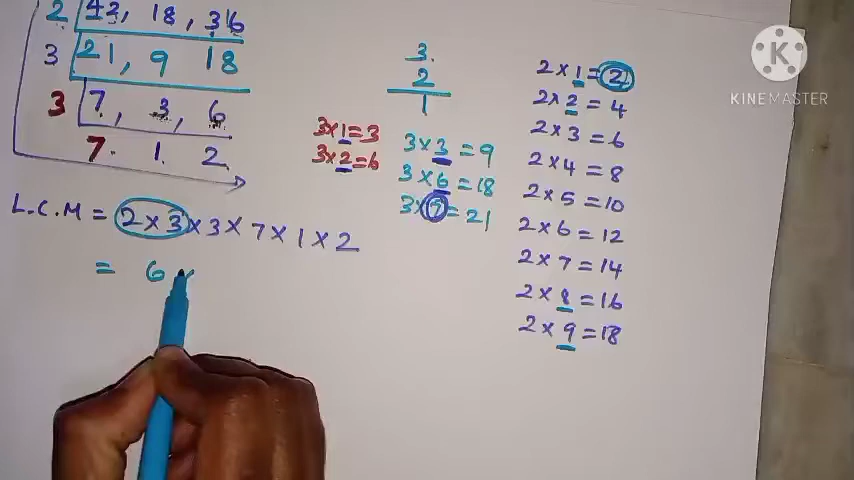 2 42, 18, 36
3 21, 9 18
3 7, 3, 6
7. 1. 2
L.C.M = 2×3×3×7×1×2
= 6×
3.
2
1
3×1=3
3×2=6
3×3=9
3×6=18
3×7=21
2×1=2
2×2=4
2×3=6
2×4=8
2×5=10
2×6=12
2×7=14
2×8=16
2×9=18
K
KINEMASTER